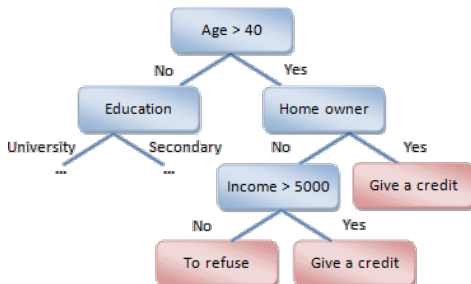 Age > 40
No Yes
Education Home owner
University Secondary No Yes
... ...
Income > 5000 Give a credit
No Yes
To refuse Give a credit